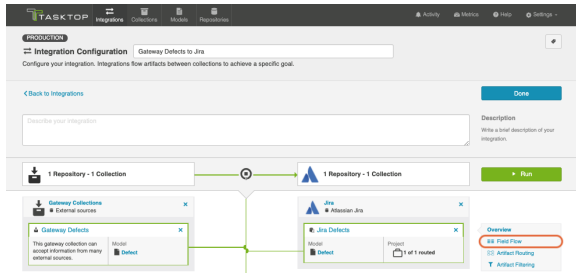 TASKTOP
Integrations
Collections
Models
Repositories
Activity
Metrics
Help
Settings
PRODUCTION
Integration Configuration
Gateway Defects to Jira
Configure your integration. Integrations flow artifacts between collections to achieve a specific goal.
Back to Integrations
Done
Describe your integration
Description
Write a brief description of your
integration.
1 Repository - 1 Collection
1 Repository - 1 Collection
Run
Gateway Collections
External sources
Gateway Defects
This gateway collection can
accept information from many
external sources.
Model
Defect
Jira
Atlassian Jira
Jira Defects
Model
Defect
Project
1 of 1 routed
Overview
Field Flow
Artifact Routing
Artifact Filtering